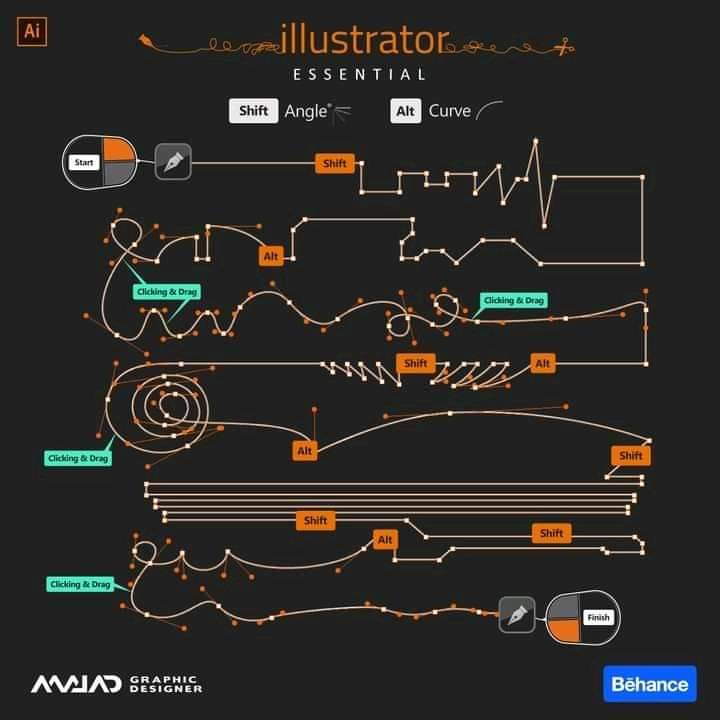 Ai
illustrator
ESSENTIAL
Shift Angle° Alt Curve
Start
Shift
Alt
Clicking & Drag
Clicking & Drag
Shift
Alt
Alt
Clicking & Drag
Shift
Shift
Shift
Alt
Clicking & Drag
Finish
AMJAD GRAPHIC
DESIGNER
Bēhance